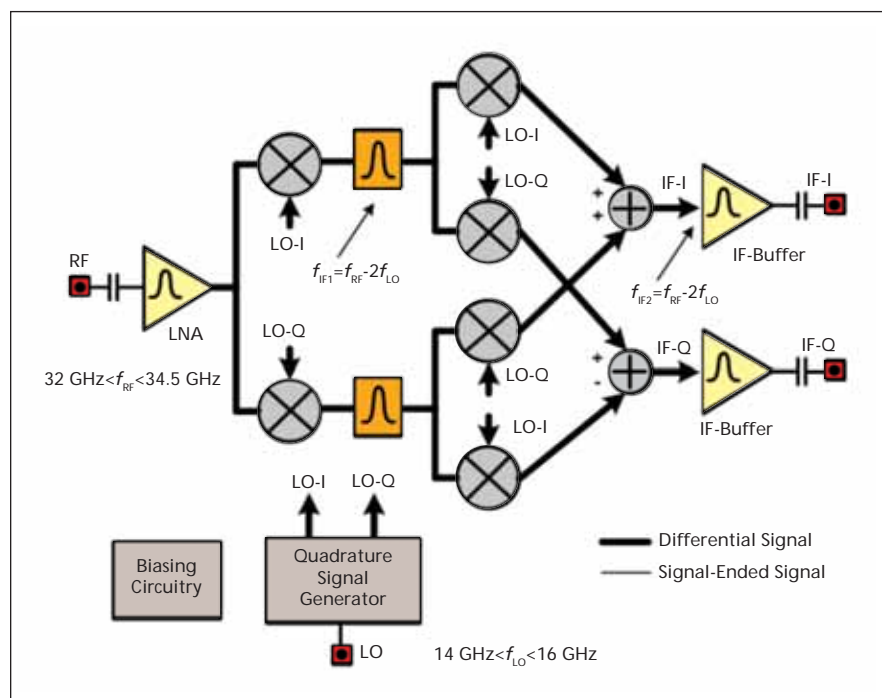 LO-I
LO-Q
IF-I
IF-I
+
+
IF-Buffer
LO-I
RF
f_IF1=f_RF-2f_LO
f_IF2=f_RF-2f_LO
LNA
LO-Q
IF-Q
IF-Q
+
-
32 GHz<f_RF<34.5 GHz
LO-Q
IF-Buffer
LO-I
LO-I
LO-Q
Biasing
Circuitry
Quadrature
Signal
Generator
Differential Signal
Signal-Ended Signal
LO
14 GHz<f_LO<16 GHz